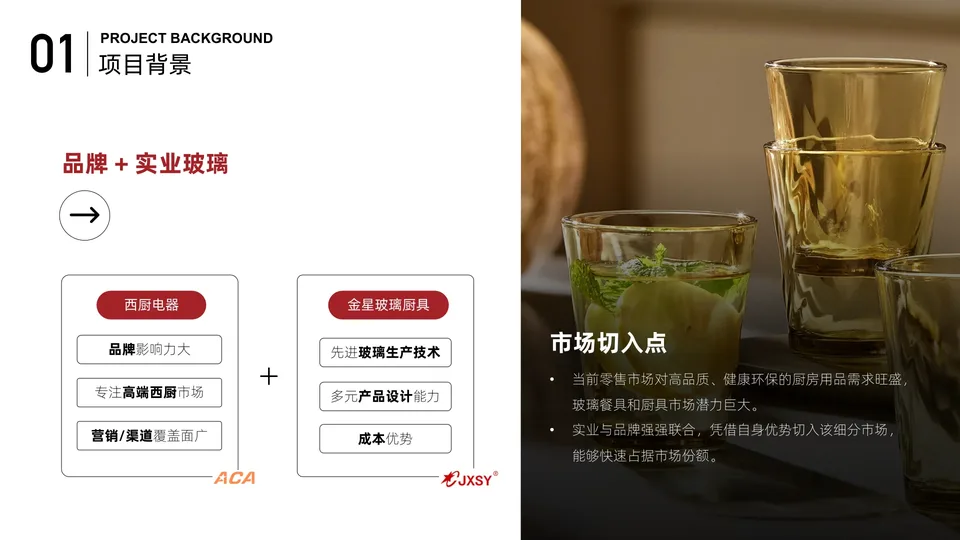 01
PROJECT BACKGROUND
项目背景
品牌 + 实业玻璃
西厨电器
品牌影响力大
专注高端西厨市场
营销/渠道覆盖面广
ACA
+
金星玻璃厨具
先进玻璃生产技术
多元产品设计能力
成本优势
JXSY®
市场切入点
• 当前零售市场对高品质、健康环保的厨房用品需求旺盛，
玻璃餐具和厨具市场潜力巨大。
• 实业与品牌强强联合，凭借自身优势切入该细分市场，
能够快速占据市场份额。